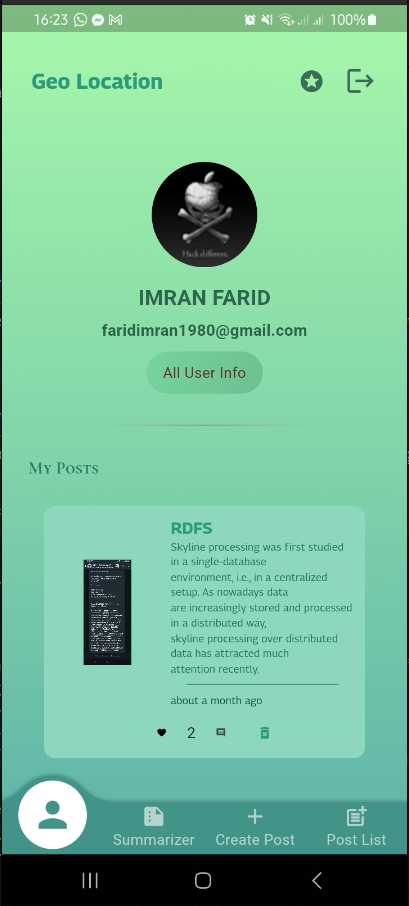 16:23 100%
Geo Location
Hack different.
IMRAN FARID
faridimran1980@gmail.com
All User Info
My Posts
RDFS
Skyline processing was first studied
in a single-database
environment, i.e., in a centralized
setup. As nowadays data
are increasingly stored and processed
in a distributed way,
skyline processing over distributed
data has attracted much
attention recently.
about a month ago
2
Summarizer Create Post Post List